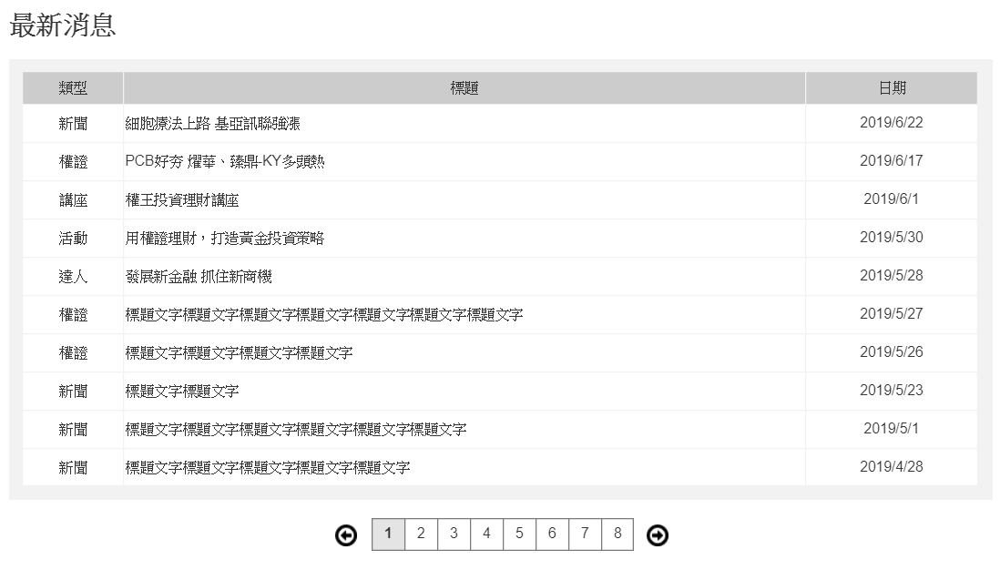 最新消息
類型 標題 日期
新聞 細胞療法上路 基亞訊聯強漲 2019/6/22
權證 PCB好夯 燿華、臻鼎-KY多頭熱 2019/6/17
講座 權王投資理財講座 2019/6/1
活動 用權證理財，打造黃金投資策略 2019/5/30
達人 發展新金融 抓住新商機 2019/5/28
權證 標題文字標題文字標題文字標題文字標題文字標題文字標題文字 2019/5/27
權證 標題文字標題文字標題文字標題文字 2019/5/26
新聞 標題文字標題文字 2019/5/23
新聞 標題文字標題文字標題文字標題文字標題文字標題文字 2019/5/1
新聞 標題文字標題文字標題文字標題文字標題文字 2019/4/28
1 2 3 4 5 6 7 8